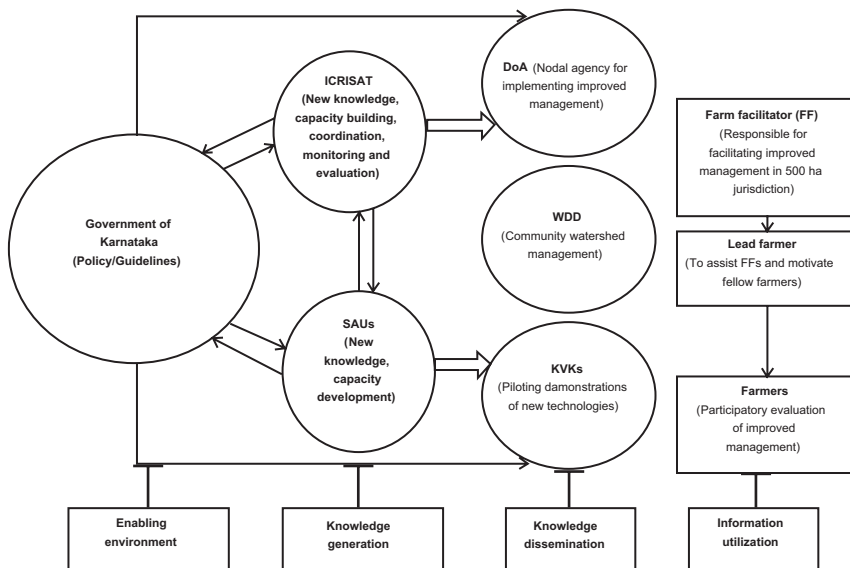 DoA (Nodal agency for
implementing improved
management)
ICRISAT
(New knowledge,
capacity building,
coordination,
monitoring and
evaluation)
Farm facilitator (FF)
(Responsible for
facilitating improved
management in 500 ha
jurisdiction)
Government of
Karnataka
(Policy/Guidelines)
WDD
(Community watershed
management)
Lead farmer
(To assist FFs and motivate
fellow farmers)
SAUs
(New
knowledge,
capacity
development)
KVKs
(Piloting damonstrations
of new technologies)
Farmers
(Participatory evaluation
of improved
management)
Enabling
environment
Knowledge
generation
Knowledge
dissemination
Information
utilization